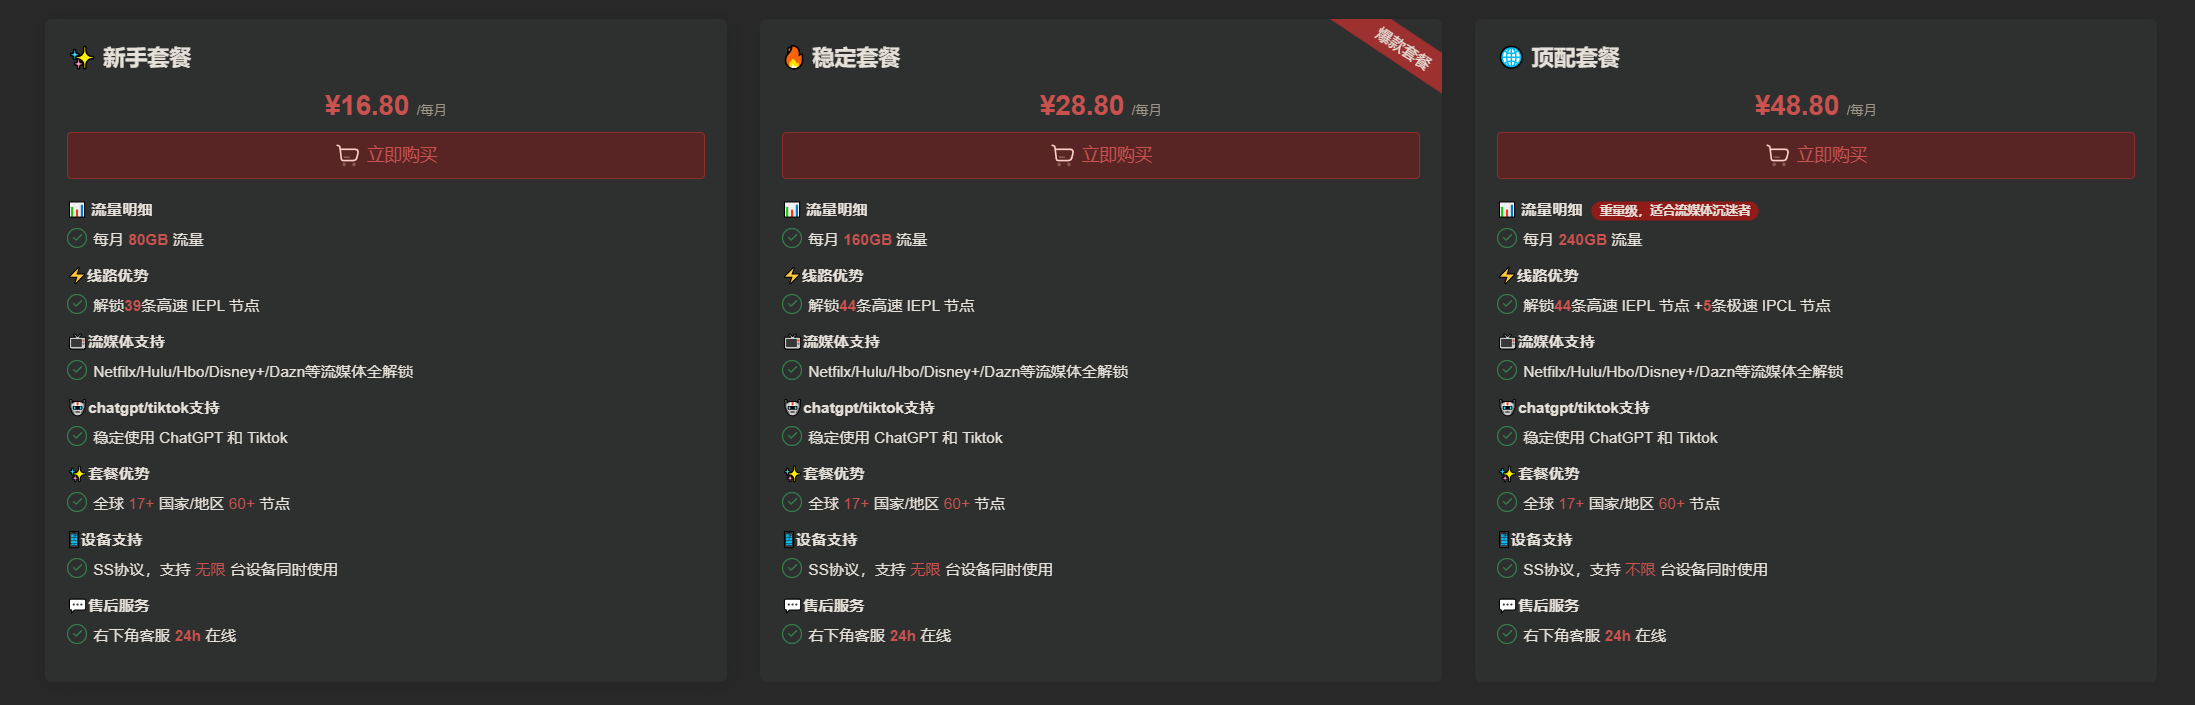 新手套餐
¥16.80 /每月
立即购买
流量明细
每月 80GB 流量
线路优势
解锁39条高速 IEPL 节点
流媒体支持
Netfilx/Hulu/Hbo/Disney+/Dazn等流媒体全解锁
chatgpt/tiktok支持
稳定使用 ChatGPT 和 Tiktok
套餐优势
全球 17+ 国家/地区 60+ 节点
设备支持
SS协议，支持 无限 台设备同时使用
售后服务
右下角客服 24h 在线
稳定套餐
爆款套餐
¥28.80 /每月
立即购买
流量明细
每月 160GB 流量
线路优势
解锁44条高速 IEPL 节点
流媒体支持
Netfilx/Hulu/Hbo/Disney+/Dazn等流媒体全解锁
chatgpt/tiktok支持
稳定使用 ChatGPT 和 Tiktok
套餐优势
全球 17+ 国家/地区 60+ 节点
设备支持
SS协议，支持 无限 台设备同时使用
售后服务
右下角客服 24h 在线
顶配套餐
¥48.80 /每月
立即购买
流量明细 重量级，适合流媒体沉迷者
每月 240GB 流量
线路优势
解锁44条高速 IEPL 节点 +5条极速 IPCL 节点
流媒体支持
Netfilx/Hulu/Hbo/Disney+/Dazn等流媒体全解锁
chatgpt/tiktok支持
稳定使用 ChatGPT 和 Tiktok
套餐优势
全球 17+ 国家/地区 60+ 节点
设备支持
SS协议，支持 不限 台设备同时使用
售后服务
右下角客服 24h 在线